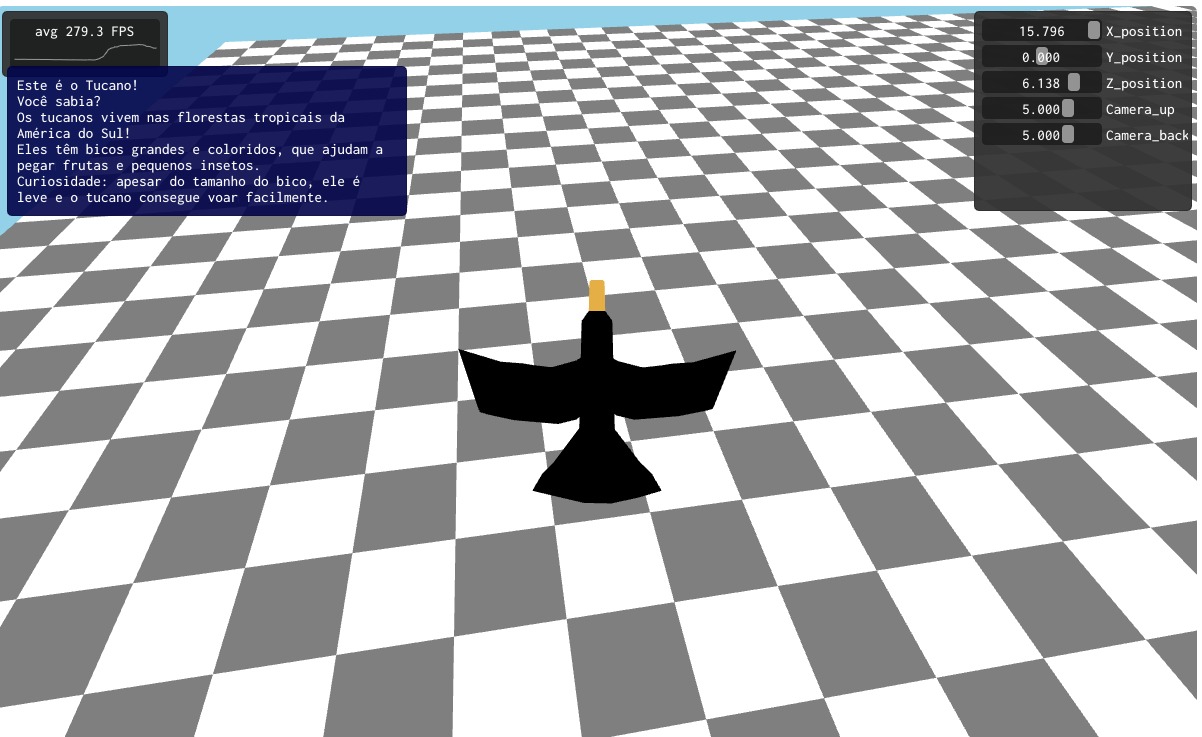 avg 279.3 FPS
Este é o Tucano!
Você sabia?
Os tucanos vivem nas florestas tropicais da
América do Sul!
Eles têm bicos grandes e coloridos, que ajudam a
pegar frutas e pequenos insetos.
Curiosidade: apesar do tamanho do bico, ele é
leve e o tucano consegue voar facilmente.
15.796 X_position
0.000 Y_position
6.138 Z_position
5.000 Camera_up
5.000 Camera_back